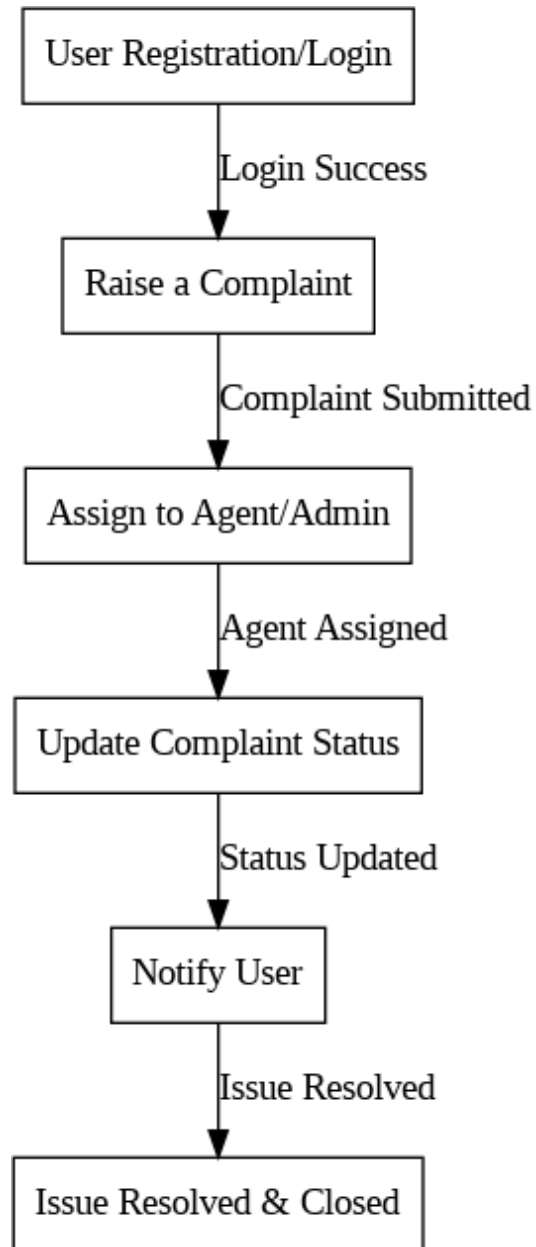 User Registration/Login
Login Success
Raise a Complaint
Complaint Submitted
Assign to Agent/Admin
Agent Assigned
Update Complaint Status
Status Updated
Notify User
Issue Resolved
Issue Resolved & Closed